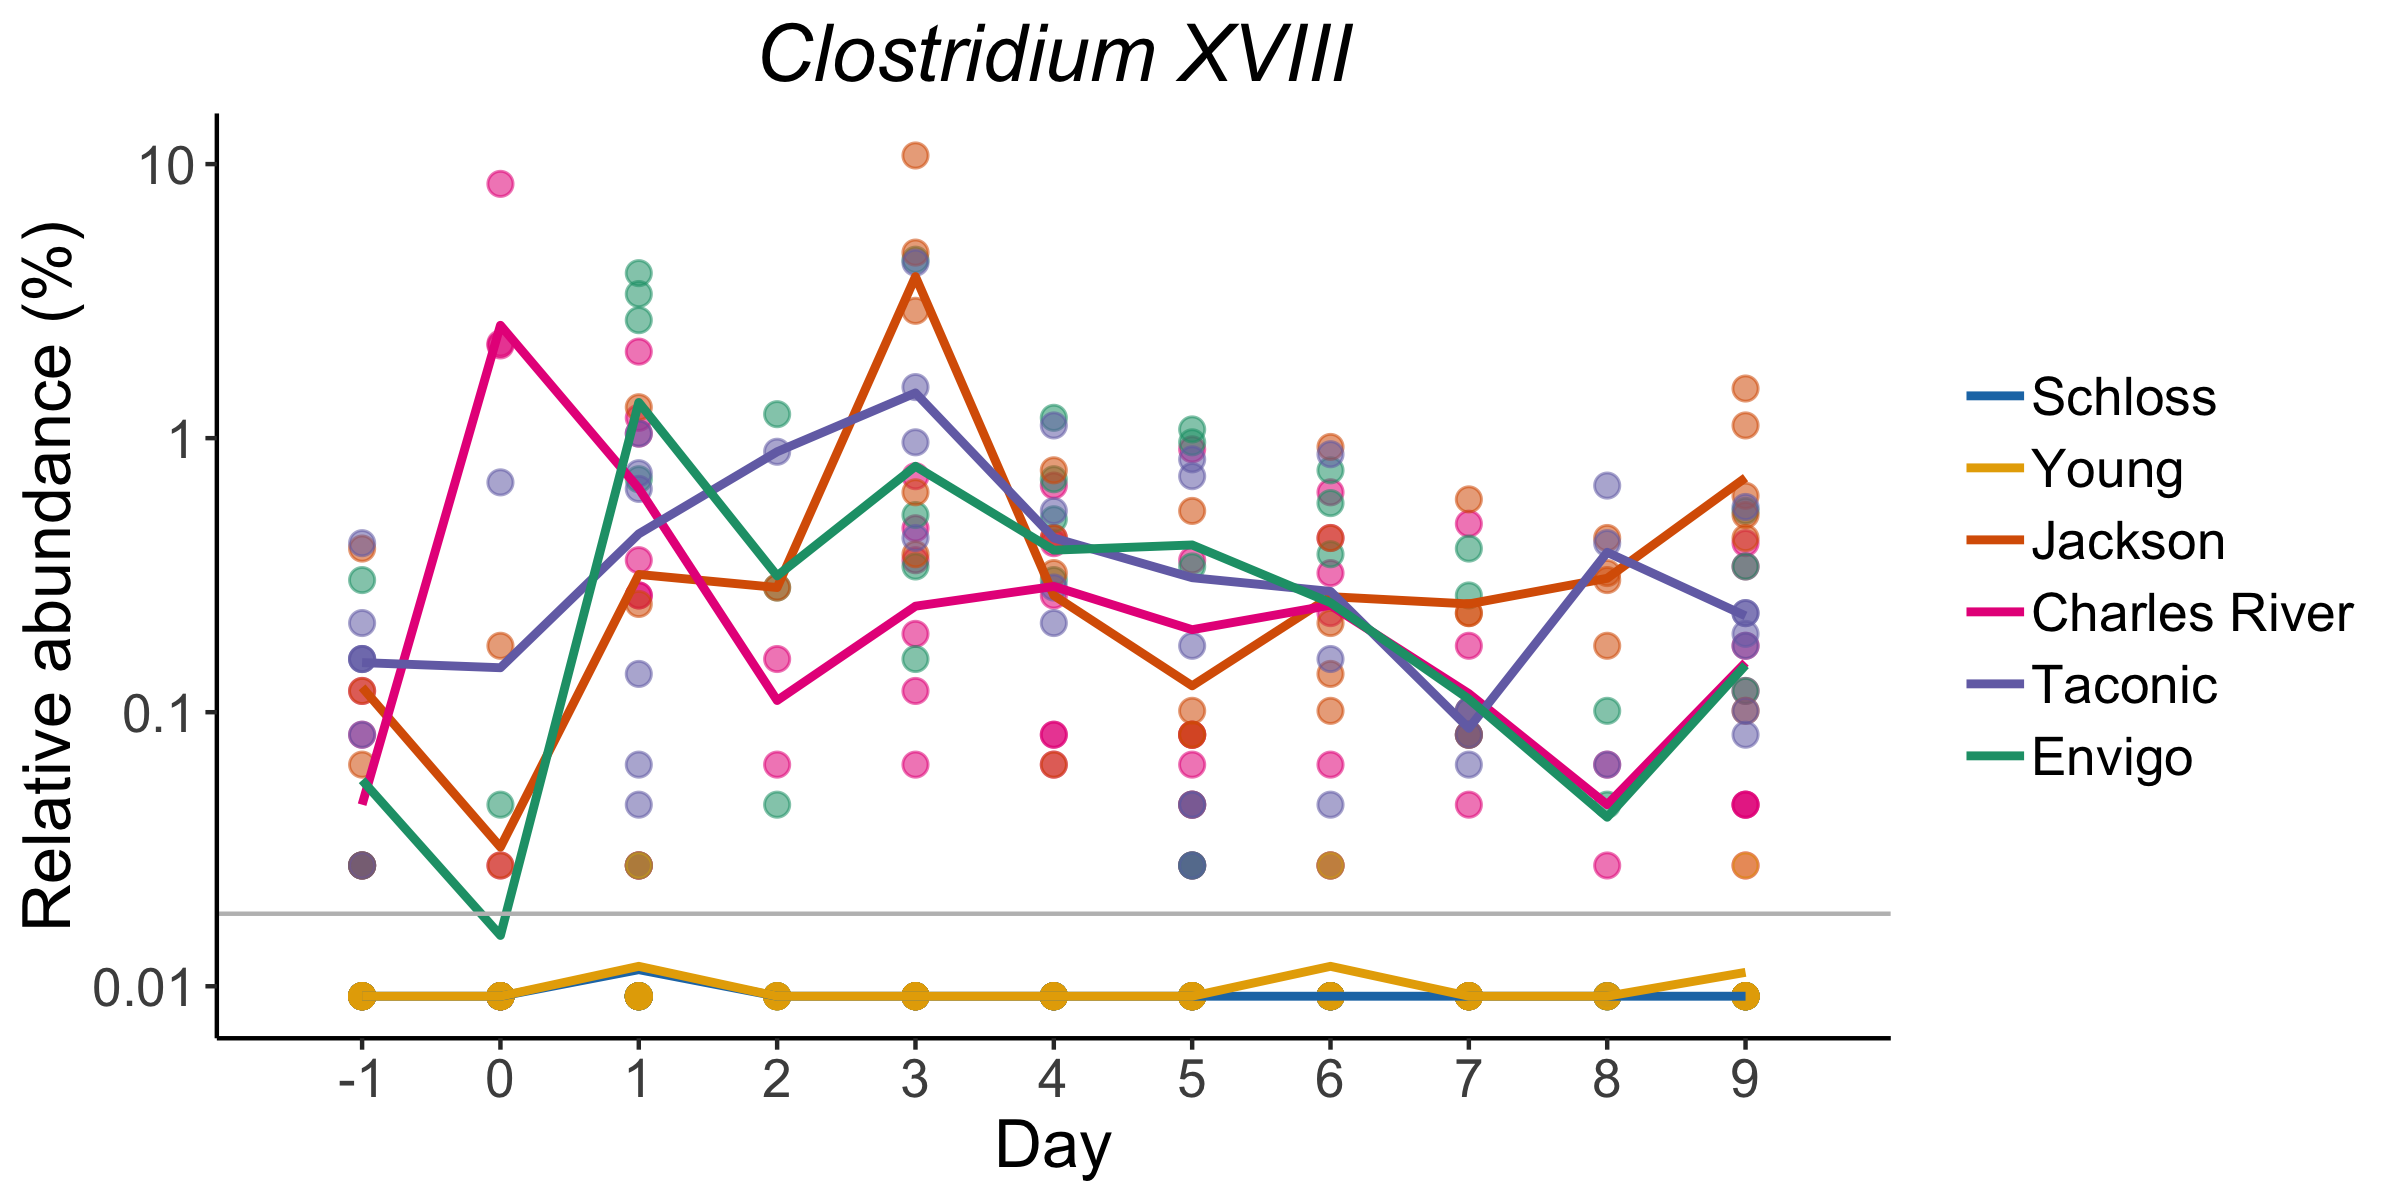 Clostridium XVIII
Relative abundance (%)
10
1
0.1
0.01
-1 0 1 2 3 4 5 6 7 8 9
Day
Schloss
Young
Jackson
Charles River
Taconic
Envigo